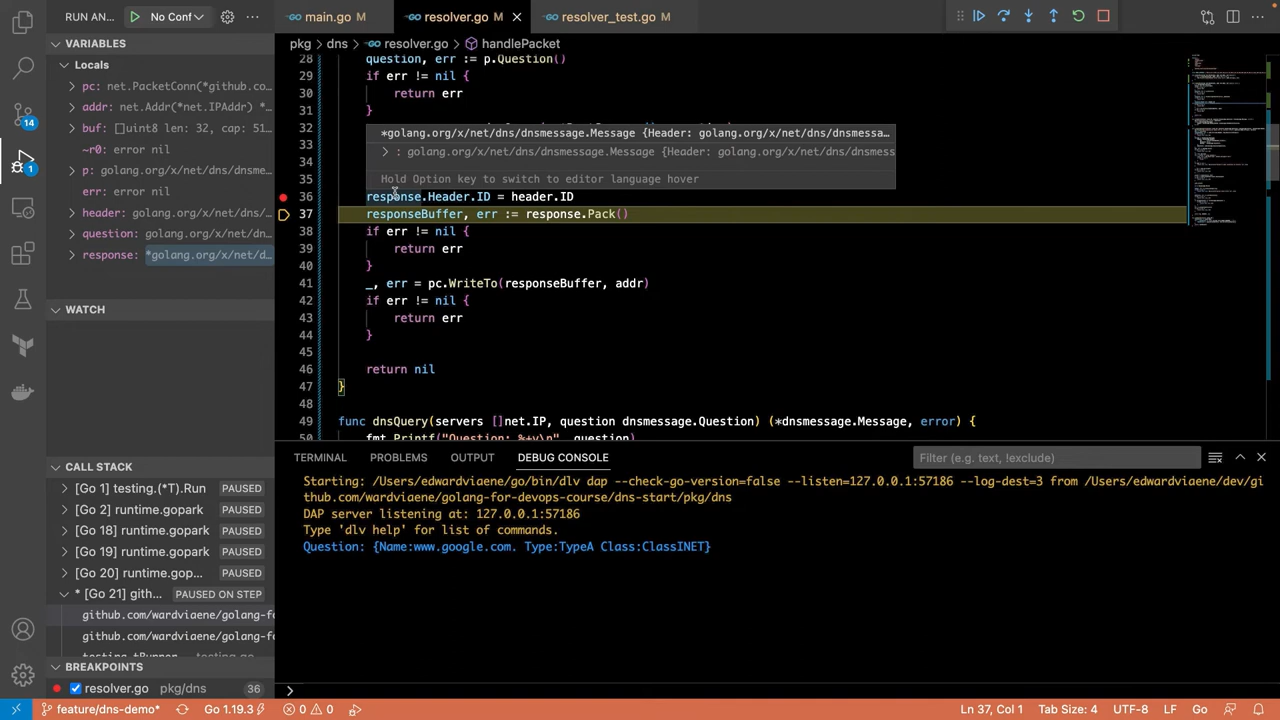 RUN AN...
No Conf
main.go M
resolver.go M
resolver_test.go M
pkg > dns > resolver.go > handlePacket
VARIABLES
Locals
pc: net.PacketConn(*github.co...
addr: net.Addr(*net.IPAddr) *...
buf: []uint8 len: 32, cap: 51...
~r0: error nil
p: golang.org/x/net/dns/dnsme...
err: error nil
header: golang.org/x/net/dns/...
question: golang.org/x/net/dn...
response: *golang.org/x/net/d...
WATCH
CALL STACK
[Go 1] testing.(*T).Run PAUSED
[Go 2] runtime.gopark PAUSED
[Go 18] runtime.gopark PAUSED
[Go 19] runtime.gopark PAUSED
[Go 20] runtime.gop... PAUSED
* [Go 21] gith... PAUSED ON STEP
github.com/wardviaene/golang-fo
github.com/wardviaene/golang-fo
testing.tRunner testing.go
BREAKPOINTS
resolver.go pkg/dns 36
14
1
28 question, err := p.Question()
29 if err != nil {
30 return err
31 }
32
33
34
35
*golang.org/x/net/dns/dnsmessage.Message {Header: golang.org/x/net/dns/dnsmessa...
> : golang.org/x/net/dns/dnsmessage.Message {Header: golang.org/x/net/dns/dnsmess
Hold Option key to switch to editor language hover
36 response.Header.ID = header.ID
37 responseBuffer, err := response.Pack()
38 if err != nil {
39 return err
40 }
41 _, err = pc.WriteTo(responseBuffer, addr)
42 if err != nil {
43 return err
44 }
45
46 return nil
47 }
48
49 func dnsQuery(servers []net.IP, question dnsmessage.Question) (*dnsmessage.Message, error) {
50 fmt.Printf("Question: %+v\n", question)
TERMINAL PROBLEMS OUTPUT DEBUG CONSOLE
Filter (e.g. text, !exclude)
Starting: /Users/edwardviaene/go/bin/dlv dap --check-go-version=false --listen=127.0.0.1:57186 --log-dest=3 from /Users/edwardviaene/dev/gi
thub.com/wardviaene/golang-for-devops-course/dns-start/pkg/dns
DAP server listening at: 127.0.0.1:57186
Type 'dlv help' for list of commands.
Question: {Name:www.google.com. Type:TypeA Class:ClassINET}
feature/dns-demo* Go 1.19.3 0 0
Ln 37, Col 1 Tab Size: 4 UTF-8 LF Go